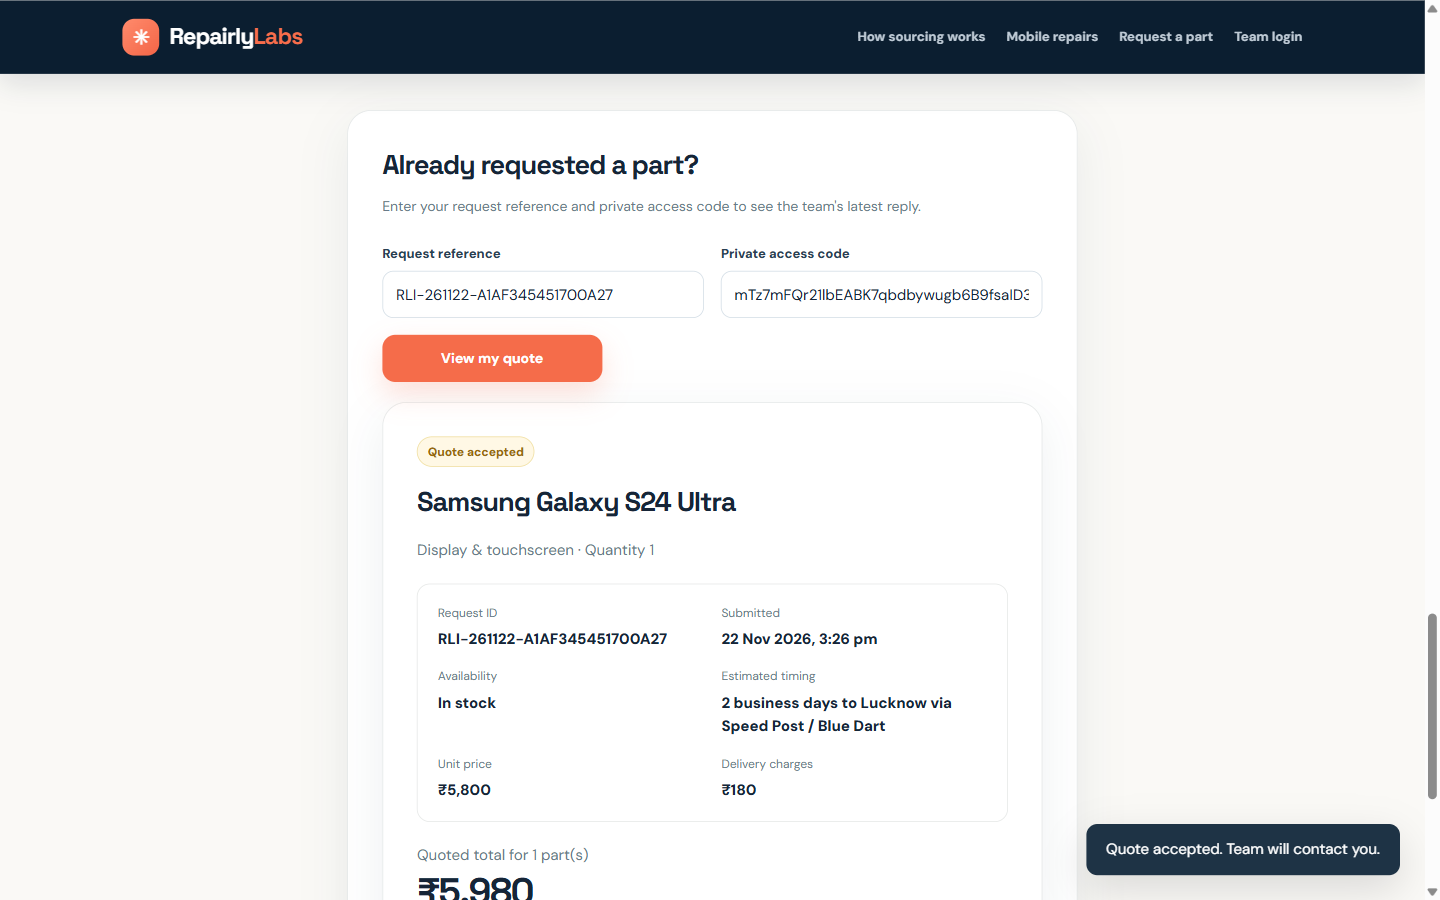 RepairlyLabs
How sourcing works
Mobile repairs
Request a part
Team login
Already requested a part?
Enter your request reference and private access code to see the team's latest reply.
Request reference
Private access code
RLI-261122-A1AF345451700A27
mTz7mFQr21lbEABK7qbdbywugb6B9fsalD3
View my quote
Quote accepted
Samsung Galaxy S24 Ultra
Display & touchscreen · Quantity 1
Request ID
Submitted
RLI-261122-A1AF345451700A27
22 Nov 2026, 3:26 pm
Availability
Estimated timing
In stock
2 business days to Lucknow via
Speed Post / Blue Dart
Unit price
Delivery charges
₹5,800
₹180
Quoted total for 1 part(s)
₹5,980
Quote accepted. Team will contact you.